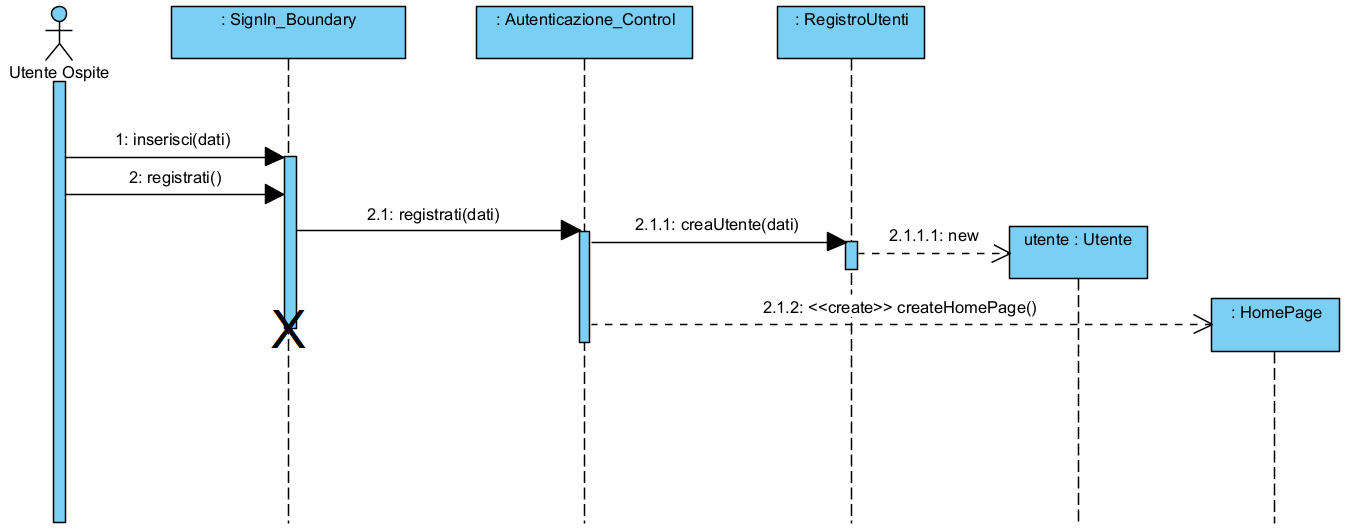 : SignIn_Boundary
: Autenticazione_Control
: RegistroUtenti
Utente Ospite
1: inserisci(dati)
2: registrati()
2.1: registrati(dati)
2.1.1: creaUtente(dati)
2.1.1.1: new
utente : Utente
2.1.2: <<create>> createHomePage()
: HomePage